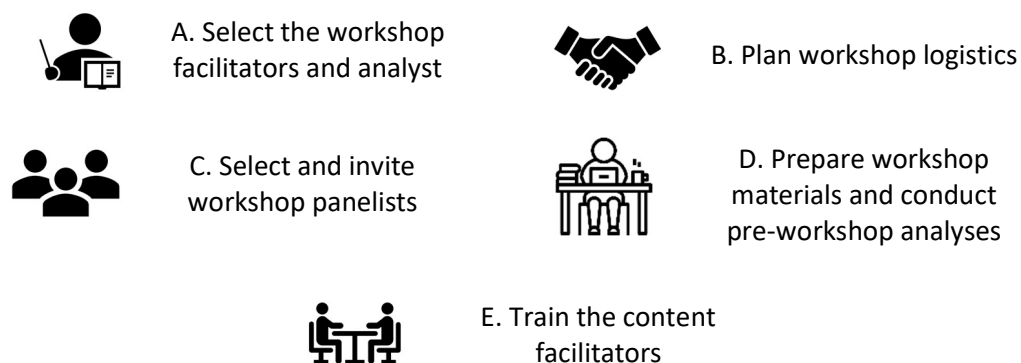 A. Select the workshop
facilitators and analyst
B. Plan workshop logistics
C. Select and invite
workshop panelists
D. Prepare workshop
materials and conduct
pre-workshop analyses
E. Train the content
facilitators